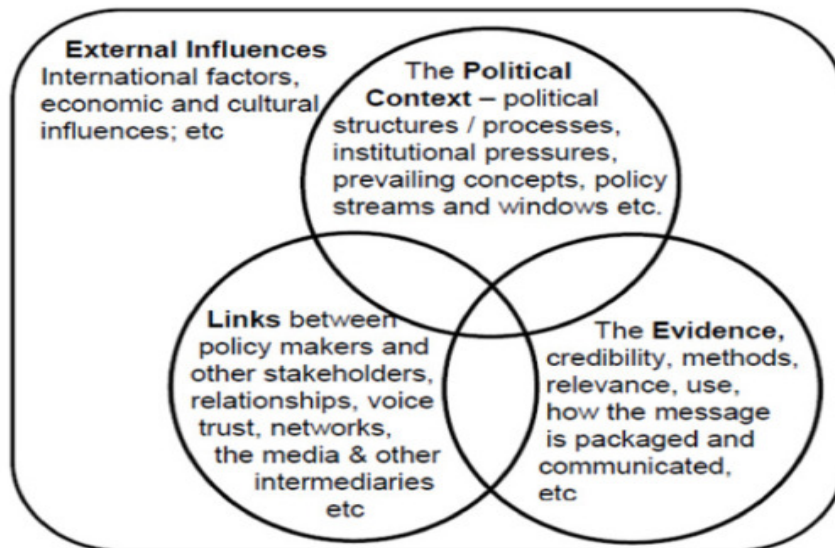 External Influences
International factors,
economic and cultural
influences; etc
The Political
Context – political
structures / processes,
institutional pressures,
prevailing concepts, policy
streams and windows etc.
Links between
policy makers and
other stakeholders,
relationships, voice
trust, networks,
the media & other
intermediaries
etc
The Evidence,
credibility, methods,
relevance, use,
how the message
is packaged and
communicated,
etc